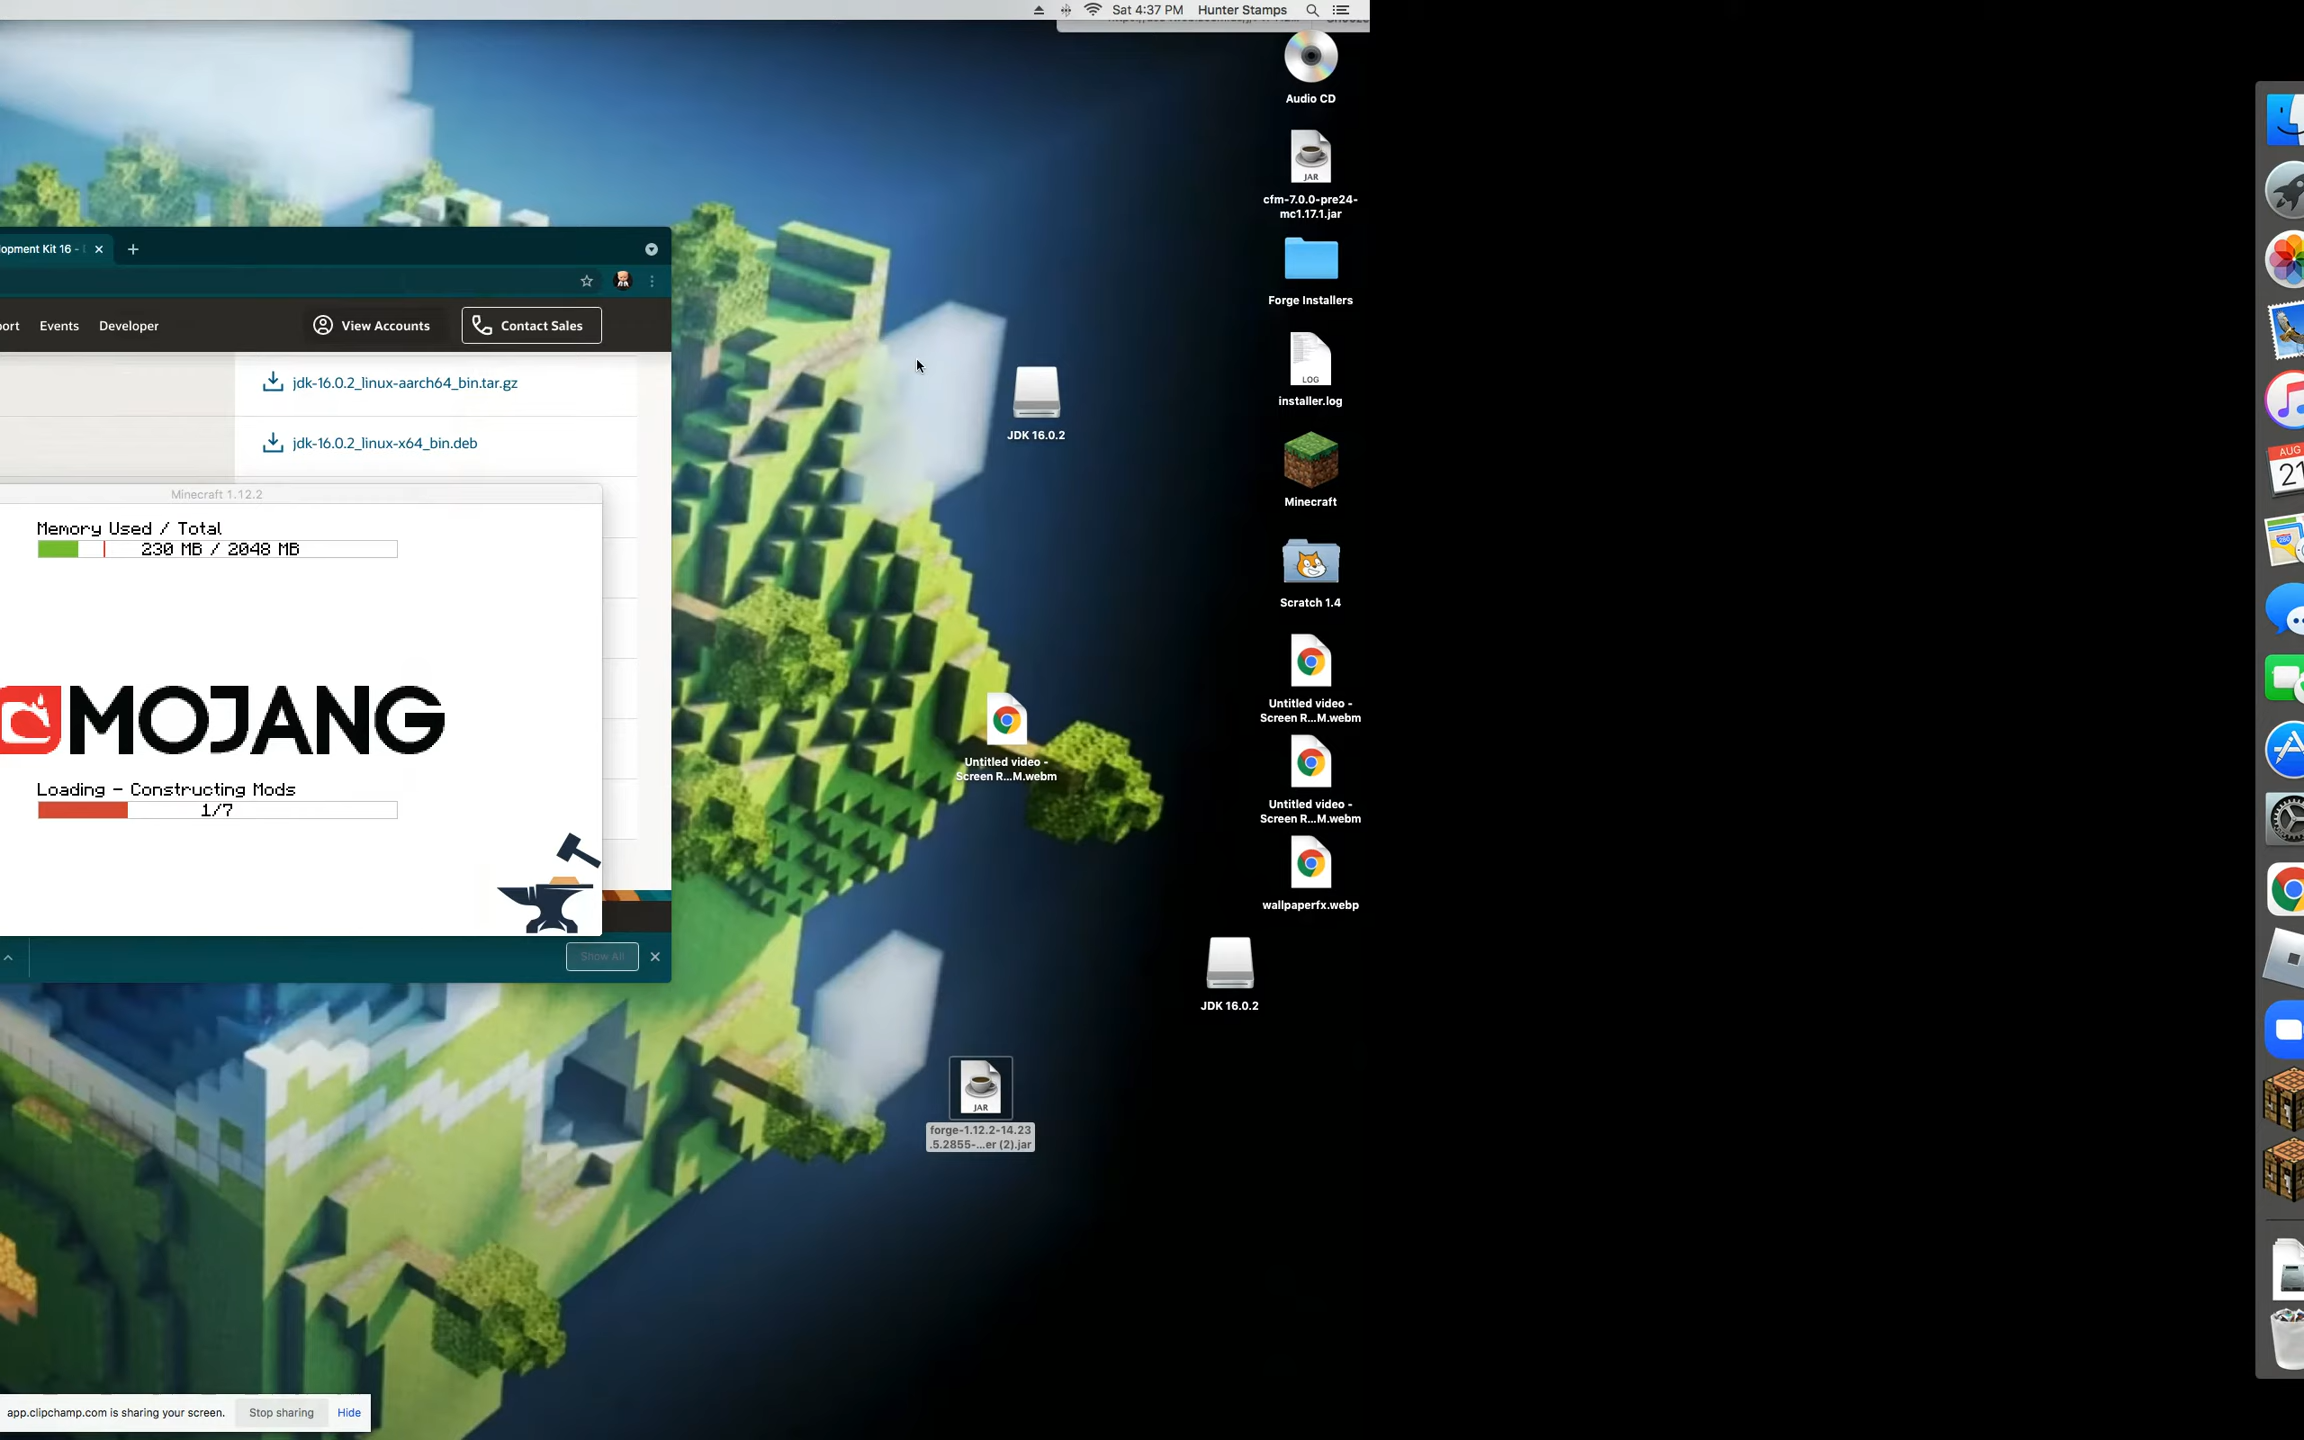 Sat 4:37 PM Hunter Stamps
Audio CD
JAR
cfm-7.0.0-pre24-
mc1.17.1.jar
Forge Installers
LOG
installer.log
Minecraft
Scratch 1.4
Untitled video -
Screen R...M.webm
Untitled video -
Screen R...M.webm
wallpaperfx.webp
JDK 16.0.2
JDK 16.0.2
Untitled video -
Screen R...M.webm
JAR
forge-1.12.2-14.23
.5.2855-...er (2).jar
opment Kit 16 -
ort Events Developer View Accounts Contact Sales
jdk-16.0.2_linux-aarch64_bin.tar.gz
jdk-16.0.2_linux-x64_bin.deb
Minecraft 1.12.2
Memory Used / Total
230 MB / 2048 MB
MOJANG
Loading - Constructing Mods
1/7
Show All
app.clipchamp.com is sharing your screen. Stop sharing Hide
AUG
21
280